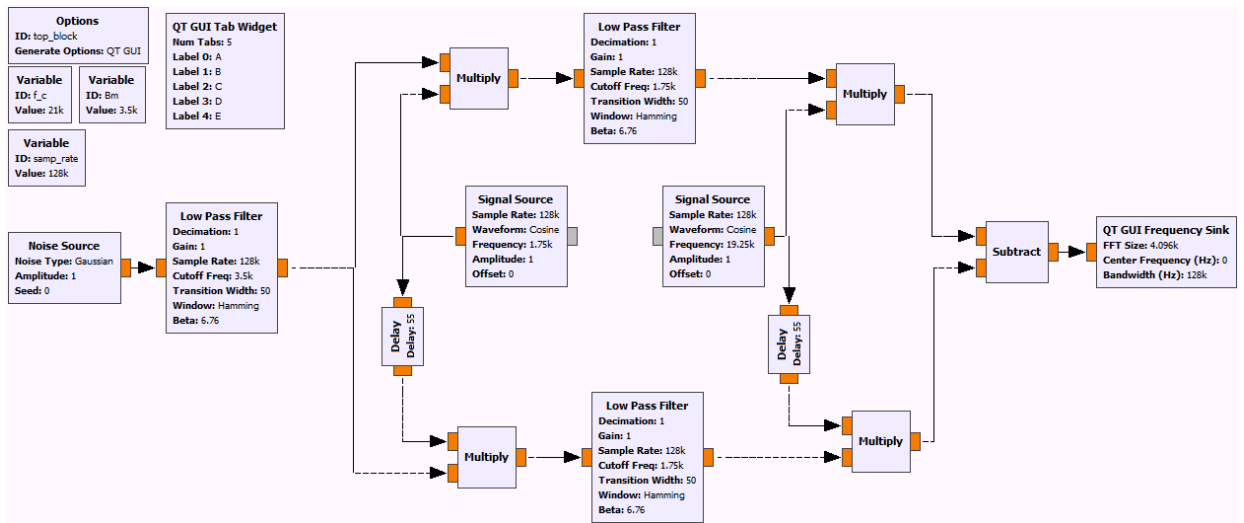 Options
ID: top_block
Generate Options: QT GUI
Variable
ID: f_c
Value: 21k
Variable
ID: Bm
Value: 3.5k
Variable
ID: samp_rate
Value: 128k
QT GUI Tab Widget
Num Tabs: 5
Label 0: A
Label 1: B
Label 2: C
Label 3: D
Label 4: E
Noise Source
Noise Type: Gaussian
Amplitude: 1
Seed: 0
Low Pass Filter
Decimation: 1
Gain: 1
Sample Rate: 128k
Cutoff Freq: 3.5k
Transition Width: 50
Window: Hamming
Beta: 6.76
Multiply
Low Pass Filter
Decimation: 1
Gain: 1
Sample Rate: 128k
Cutoff Freq: 1.75k
Transition Width: 50
Window: Hamming
Beta: 6.76
Multiply
Signal Source
Sample Rate: 128k
Waveform: Cosine
Frequency: 1.75k
Amplitude: 1
Offset: 0
Signal Source
Sample Rate: 128k
Waveform: Cosine
Frequency: 19.25k
Amplitude: 1
Offset: 0
Delay
Delay: 55
Delay
Delay: 55
Multiply
Low Pass Filter
Decimation: 1
Gain: 1
Sample Rate: 128k
Cutoff Freq: 1.75k
Transition Width: 50
Window: Hamming
Beta: 6.76
Multiply
Subtract
QT GUI Frequency Sink
FFT Size: 4.096k
Center Frequency (Hz): 0
Bandwidth (Hz): 128k